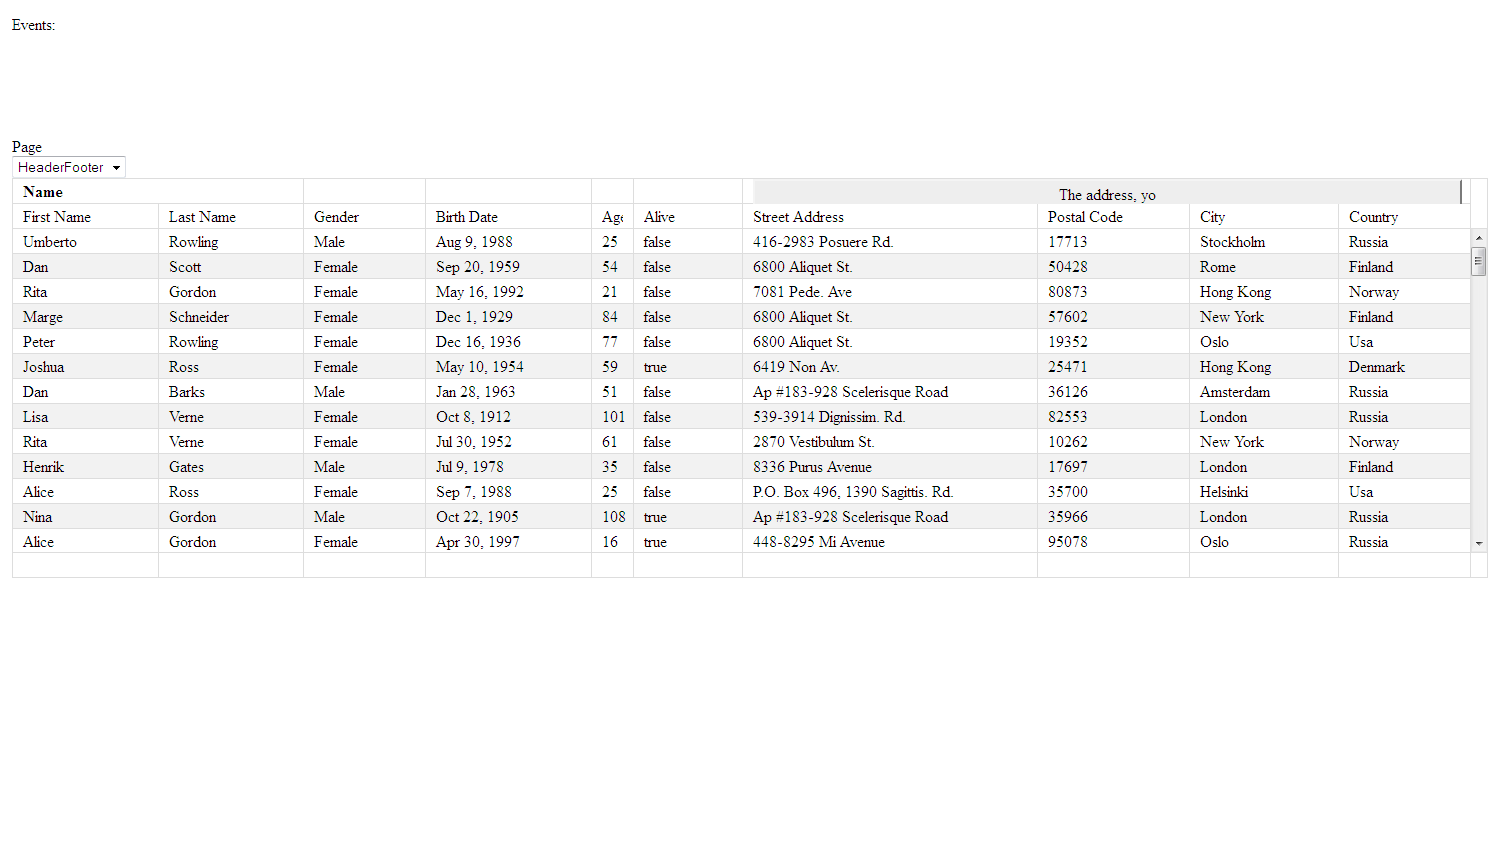 Events:
Page
HeaderFooter
Name The address, yo
First Name Last Name Gender Birth Date Age Alive Street Address Postal Code City Country
Umberto Rowling Male Aug 9, 1988 25 false 416-2983 Posuere Rd. 17713 Stockholm Russia
Dan Scott Female Sep 20, 1959 54 false 6800 Aliquet St. 50428 Rome Finland
Rita Gordon Female May 16, 1992 21 false 7081 Pede. Ave 80873 Hong Kong Norway
Marge Schneider Female Dec 1, 1929 84 false 6800 Aliquet St. 57602 New York Finland
Peter Rowling Female Dec 16, 1936 77 false 6800 Aliquet St. 19352 Oslo Usa
Joshua Ross Female May 10, 1954 59 true 6419 Non Av. 25471 Hong Kong Denmark
Dan Barks Male Jan 28, 1963 51 false Ap #183-928 Scelerisque Road 36126 Amsterdam Russia
Lisa Verne Female Oct 8, 1912 101 false 539-3914 Dignissim. Rd. 82553 London Russia
Rita Verne Female Jul 30, 1952 61 false 2870 Vestibulum St. 10262 New York Norway
Henrik Gates Male Jul 9, 1978 35 false 8336 Purus Avenue 17697 London Finland
Alice Ross Female Sep 7, 1988 25 false P.O. Box 496, 1390 Sagittis. Rd. 35700 Helsinki Usa
Nina Gordon Male Oct 22, 1905 108 true Ap #183-928 Scelerisque Road 35966 London Russia
Alice Gordon Female Apr 30, 1997 16 true 448-8295 Mi Avenue 95078 Oslo Russia